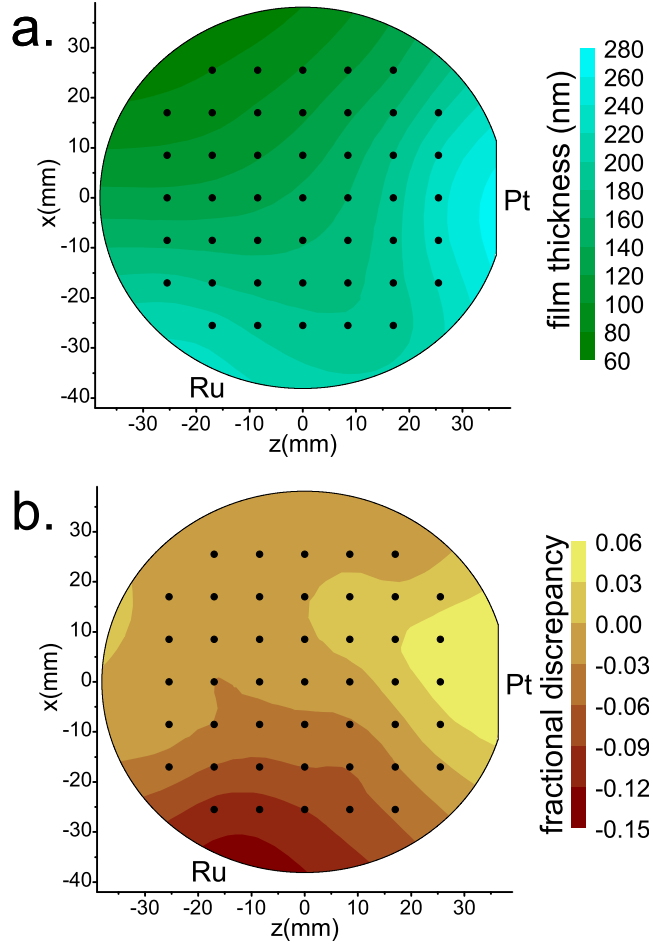 a.
30
20
10
0
-10
-20
-30
-40
x(mm)
-30 -20 -10 0 10 20 30
z(mm)
Pt
Ru
film thickness (nm)
280
260
240
220
200
180
160
140
120
100
80
60
b.
30
20
10
0
-10
-20
-30
-40
x(mm)
-30 -20 -10 0 10 20 30
z(mm)
Pt
Ru
fractional discrepancy
0.06
0.03
0.00
-0.03
-0.06
-0.09
-0.12
-0.15